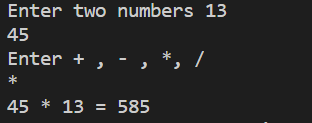 Enter two numbers 13
45
Enter + , - , *, /
*
45 * 13 = 585